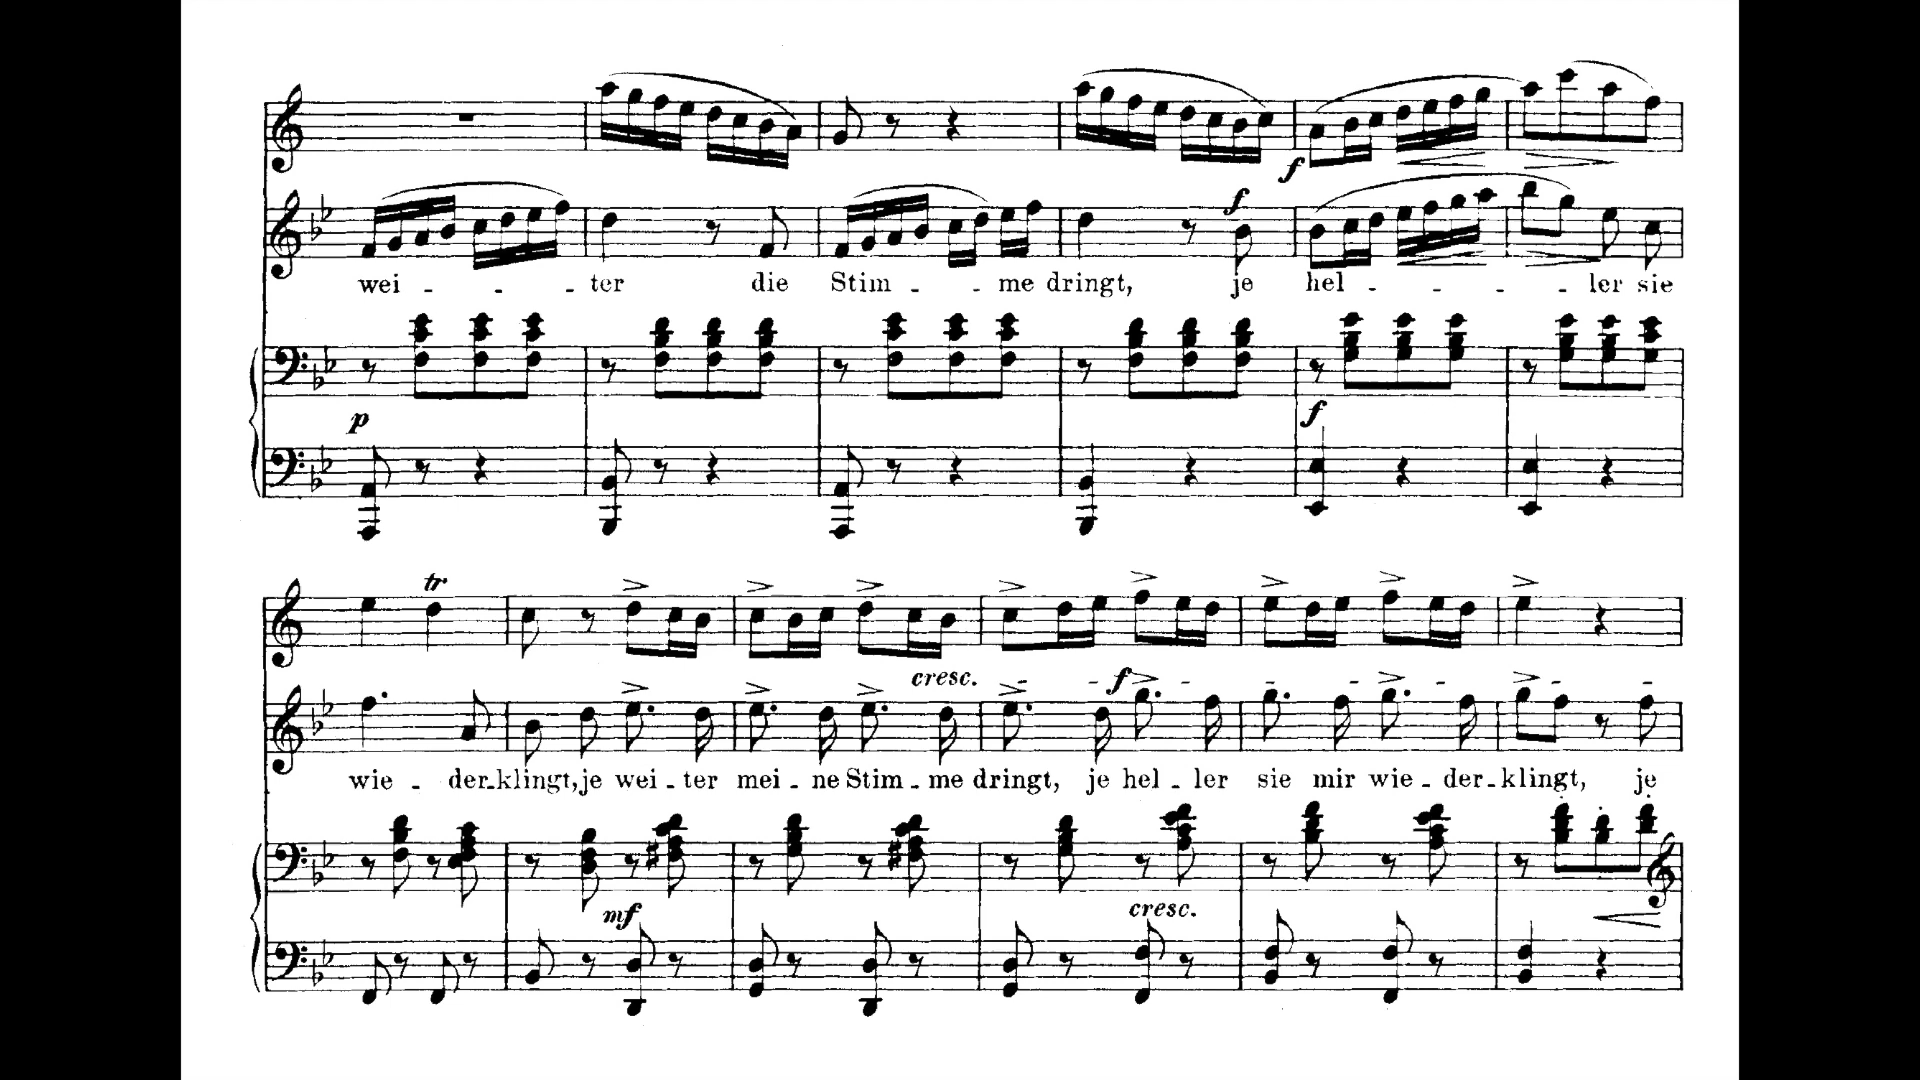 f
f
wei - - - ter die Stim - - me dringt, je hel - - - - ler sie
p f
tr
cresc. - - f - - - -
wie - der-klingt, je wei - ter mei - ne Stim - me dringt, je hel - ler sie mir wie - der-klingt, je
mf cresc.